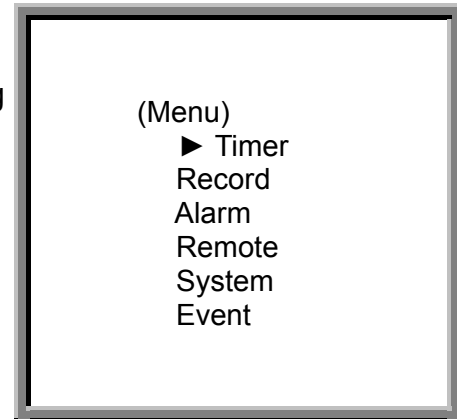 (Menu)
► Timer
Record
Alarm
Remote
System
Event